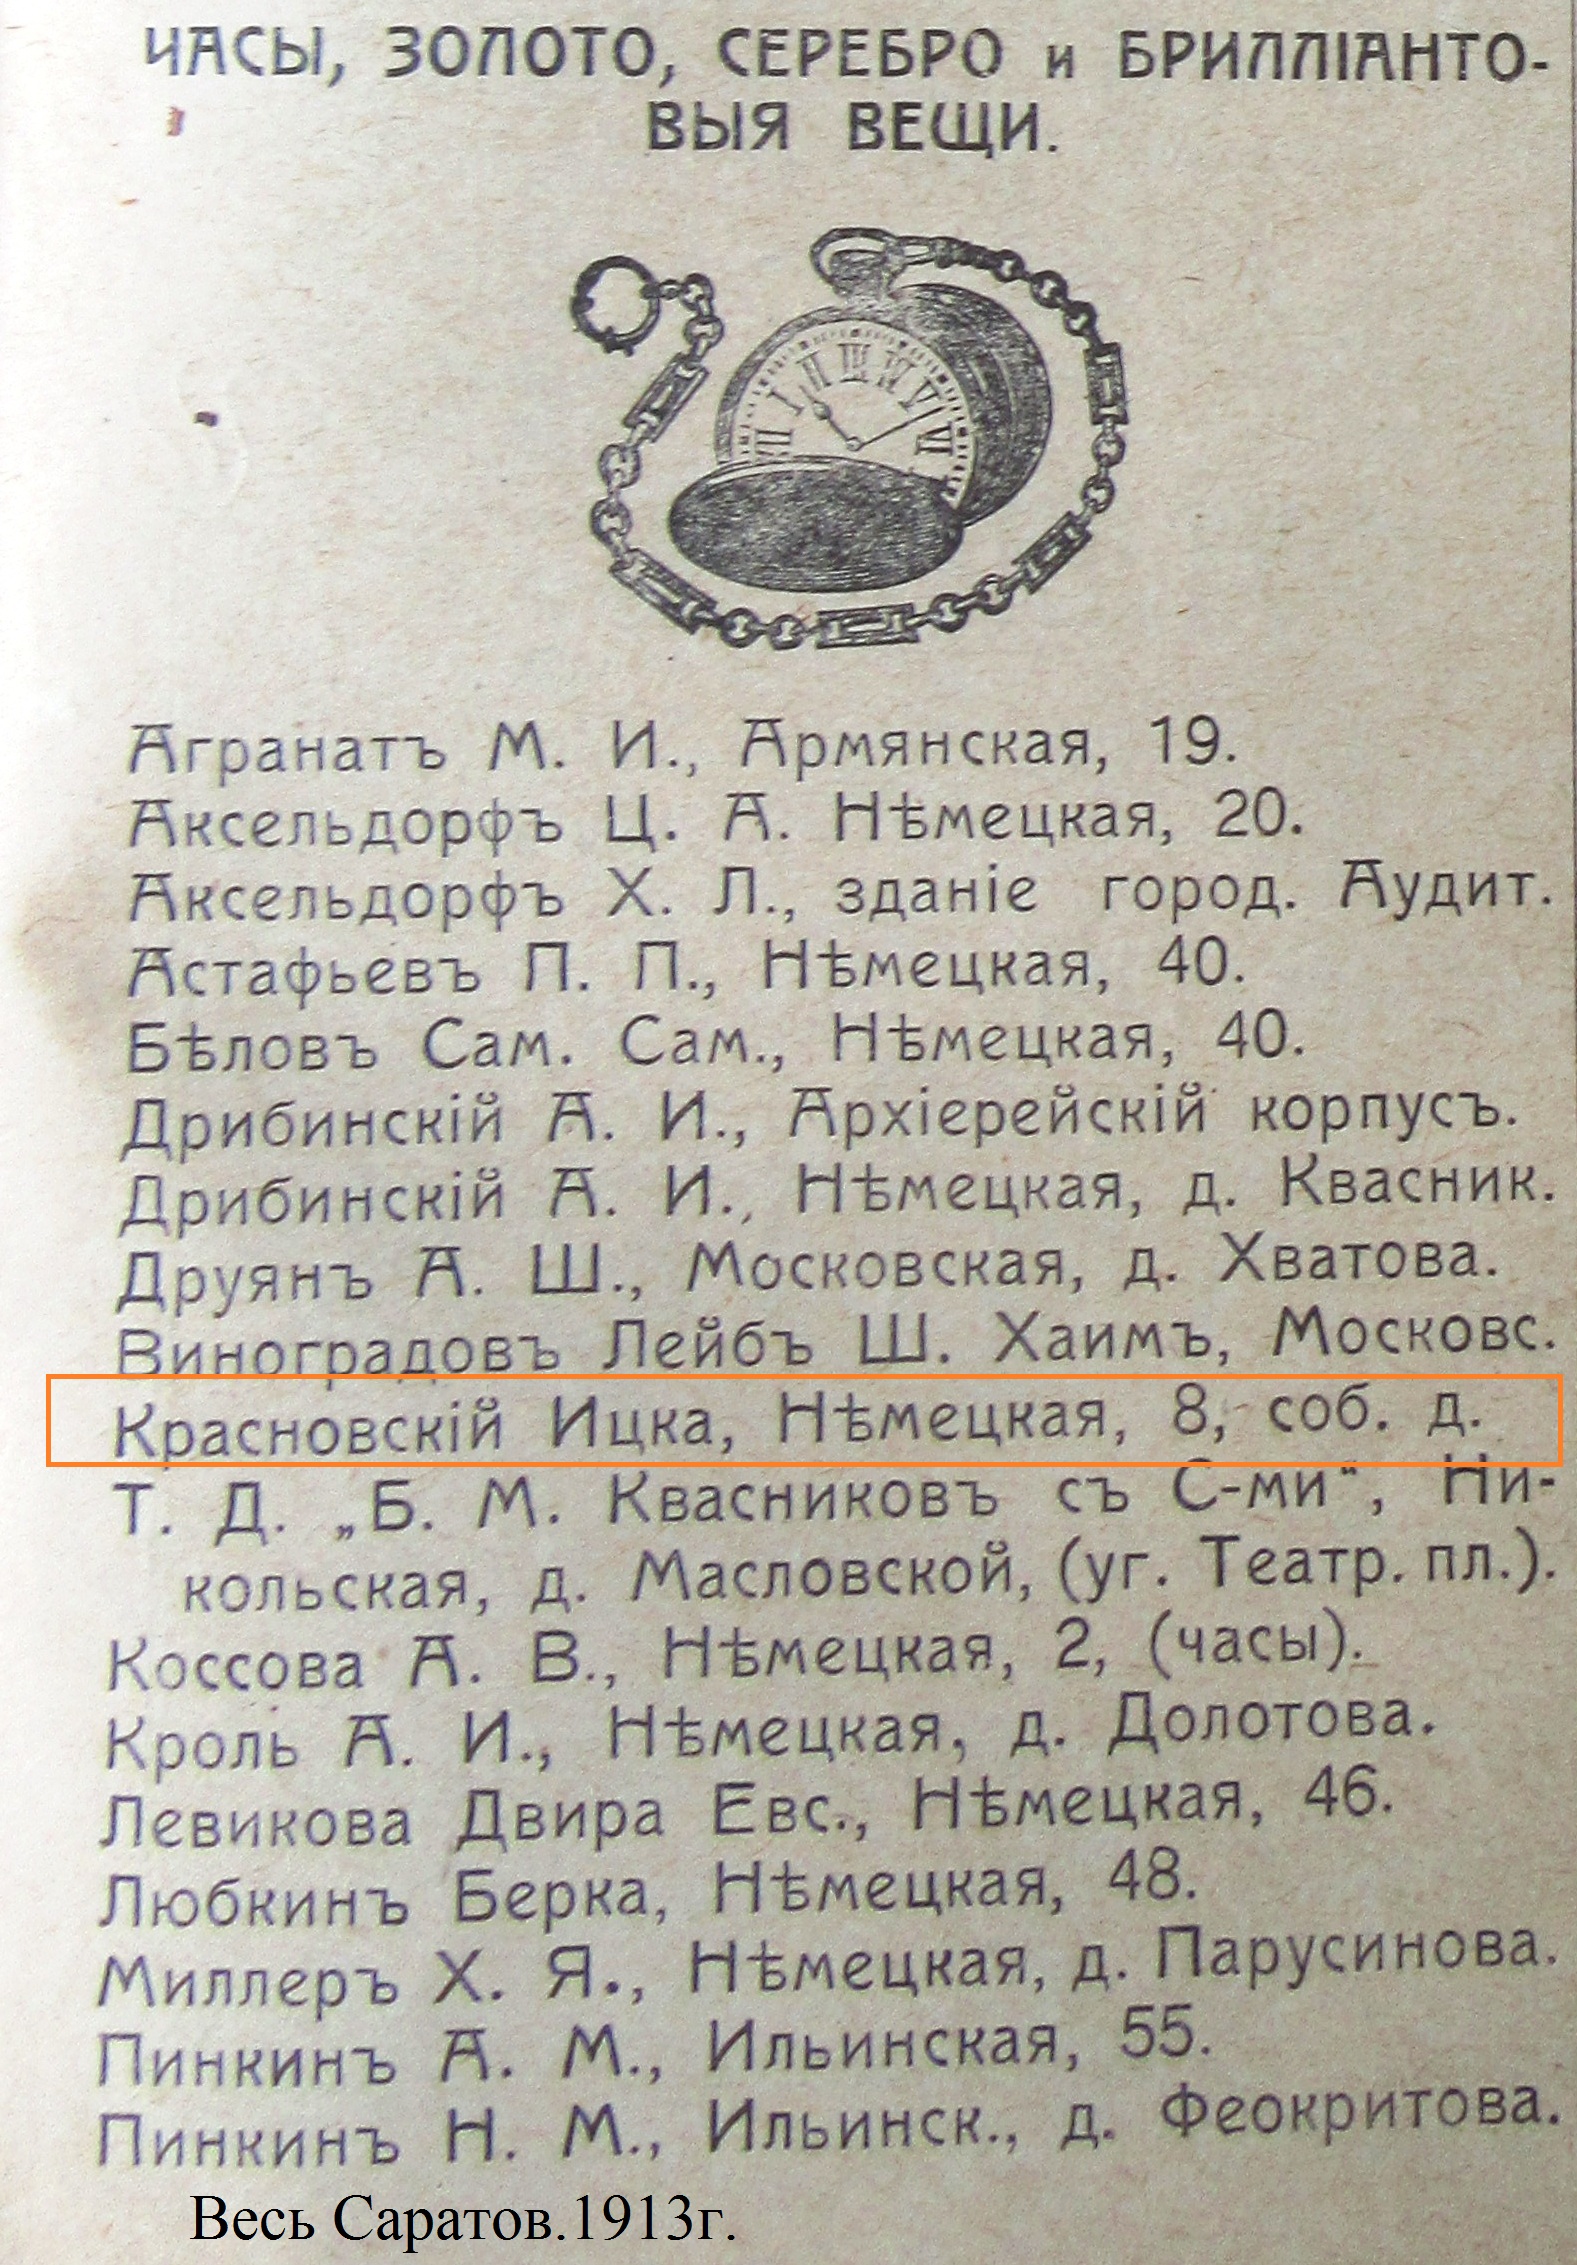 ЧАСЫ, ЗОЛОТО, СЕРЕБРО и БРИЛЛІАНТО-
ВЫЯ ВЕЩИ.
I II III IV V VI
Агранатъ М. И., Армянская, 19.
Аксельдорфъ Ц. А. Нѣмецкая, 20.
Аксельдорфъ Х. Л., зданіе город. Аудит.
Астафьевъ П. П., Нѣмецкая, 40.
Бѣловъ Сам. Сам., Нѣмецкая, 40.
Дрибинскій А. И., Архіерейскій корпусъ.
Дрибинскій А. И., Нѣмецкая, д. Квасник.
Друянъ А. Ш., Московская, д. Хватова.
Виноградовъ Лейбъ Ш. Хаимъ, Московс.
Красновскій Ицка, Нѣмецкая, 8, соб. д.
Т. Д. „Б. М. Квасниковъ съ С-ми“, Ни-
кольская, д. Масловской, (уг. Театр. пл.).
Коссова А. В., Нѣмецкая, 2, (часы).
Кроль А. И., Нѣмецкая, д. Долотова.
Левикова Двира Евс., Нѣмецкая, 46.
Любкинъ Берка, Нѣмецкая, 48.
Миллеръ Х. Я., Нѣмецкая, д. Парусинова.
Пинкинъ А. М., Ильинская, 55.
Пинкинъ Н. М., Ильинск., д. Феокритова.
Весь Саратов.1913г.